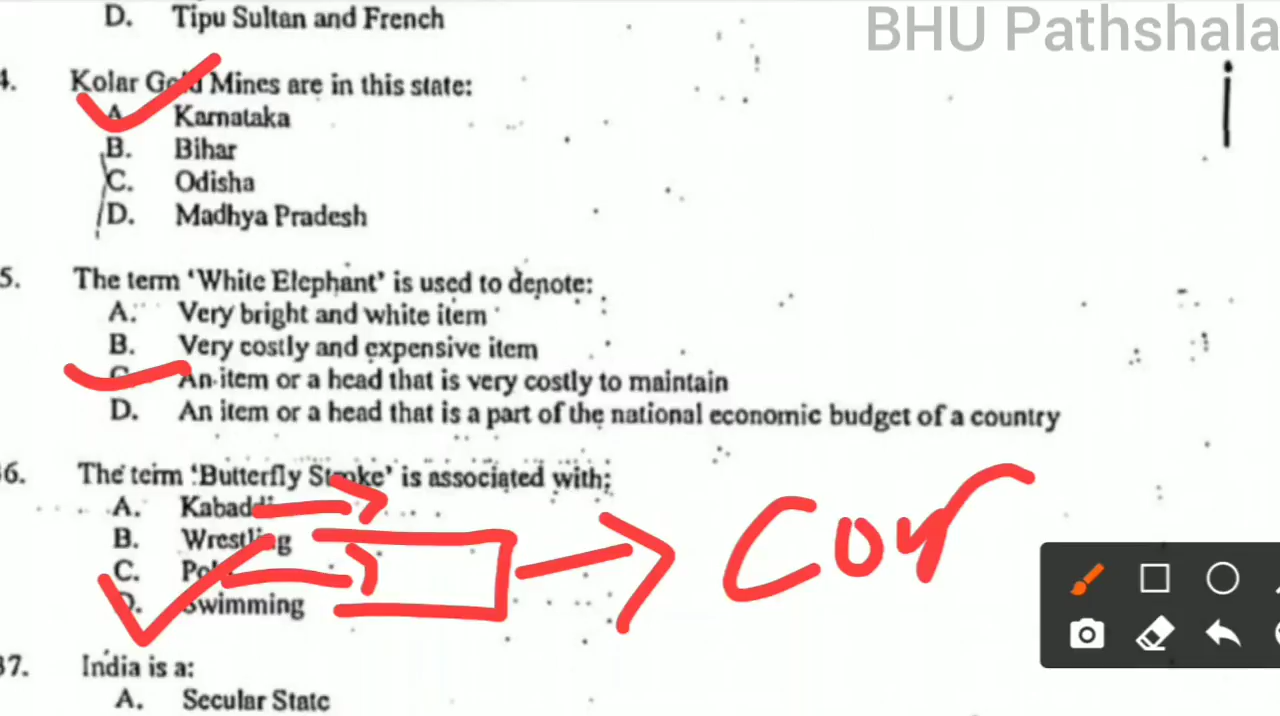 D. Tipu Sultan and French
BHU Pathshala
4. Kolar Gold Mines are in this state:
A. Karnataka
B. Bihar
C. Odisha
D. Madhya Pradesh
5. The term ‘White Elephant’ is used to denote:
A. Very bright and white item
B. Very costly and expensive item
C. An item or a head that is very costly to maintain
D. An item or a head that is a part of the national economic budget of a country
36. The term ‘Butterfly Stroke’ is associated with:
A. Kabaddi
B. Wrestling
C. Polo
D. Swimming
37. India is a:
A. Secular State